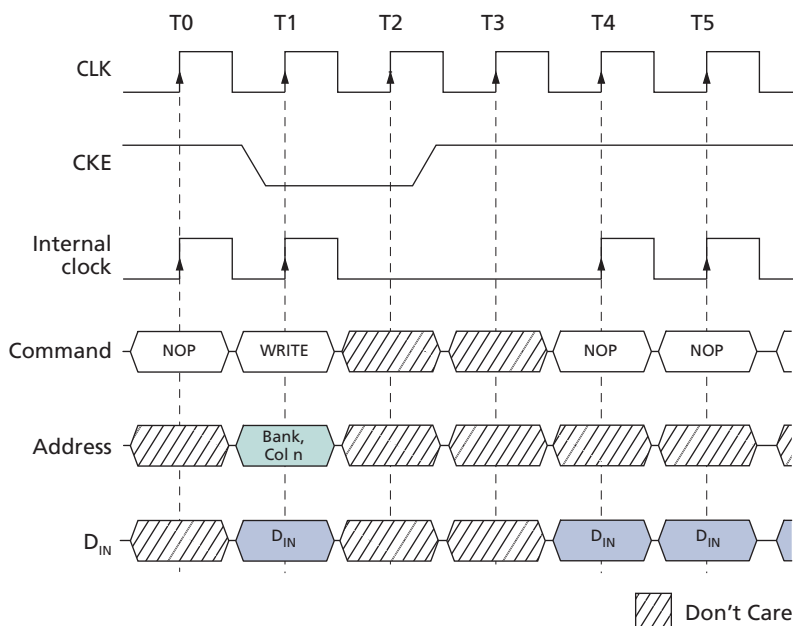 T0 T1 T2 T3 T4 T5
CLK
CKE
Internal
clock
Command NOP WRITE NOP NOP
Address Bank,
Col n
DIN DIN DIN DIN
Don't Care